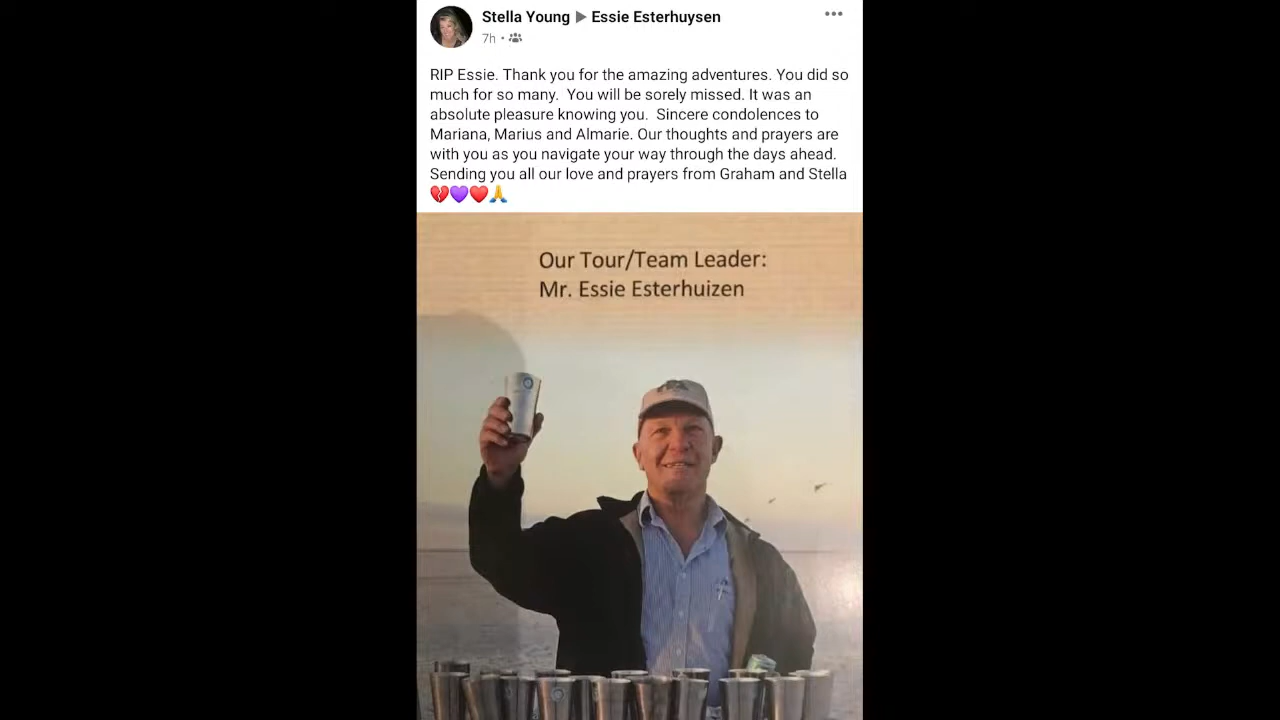 Stella Young ▶ Essie Esterhuysen
7h
RIP Essie. Thank you for the amazing adventures. You did so
much for so many. You will be sorely missed. It was an
absolute pleasure knowing you. Sincere condolences to
Mariana, Marius and Almarie. Our thoughts and prayers are
with you as you navigate your way through the days ahead.
Sending you all our love and prayers from Graham and Stella
💔💜❤️🙏
Our Tour/Team Leader:
Mr. Essie Esterhuizen